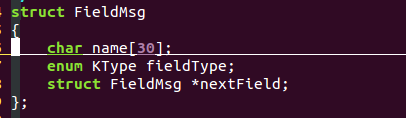 struct FieldMsg
{
    char name[30];
    enum KType fieldType;
    struct FieldMsg *nextField;
};